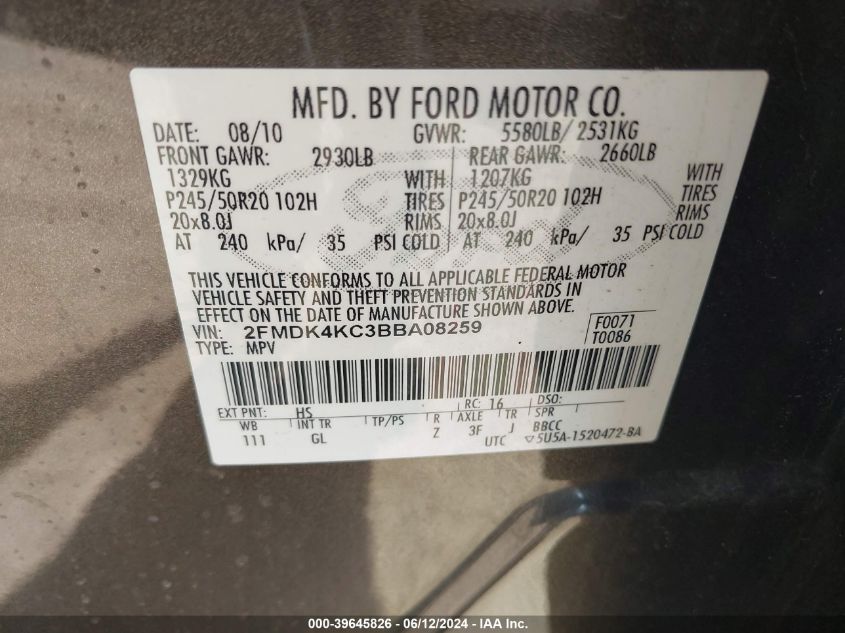 MFD. BY FORD MOTOR CO.
DATE: 08/10 GVWR: 5580LB/ 2531KG
FRONT GAWR: 2930LB REAR GAWR: 2660LB
1329KG WITH 1207KG WITH
P245/50R20 102H TIRES P245/50R20 102H TIRES
20x8.0J RIMS 20x8.0J RIMS
AT 240 kPa/ 35 PSI COLD AT 240 kPa/ 35 PSI COLD
THIS VEHICLE CONFORMS TO ALL APPLICABLE FEDERAL MOTOR
VEHICLE SAFETY AND THEFT PREVENTION STANDARDS IN
EFFECT ON THE DATE OF MANUFACTURE SHOWN ABOVE.
VIN: 2FMDK4KC3BBA08259 F0071
TYPE: MPV T0086
EXT PNT: HS RC: 16 DSO:
WB INT TR TP/PS R AXLE TR SPR
111 GL Z 3F J BBCC
UTC ▽5U5A-1520472-BA
000-39645826 - 06/12/2024 - IAA Inc.